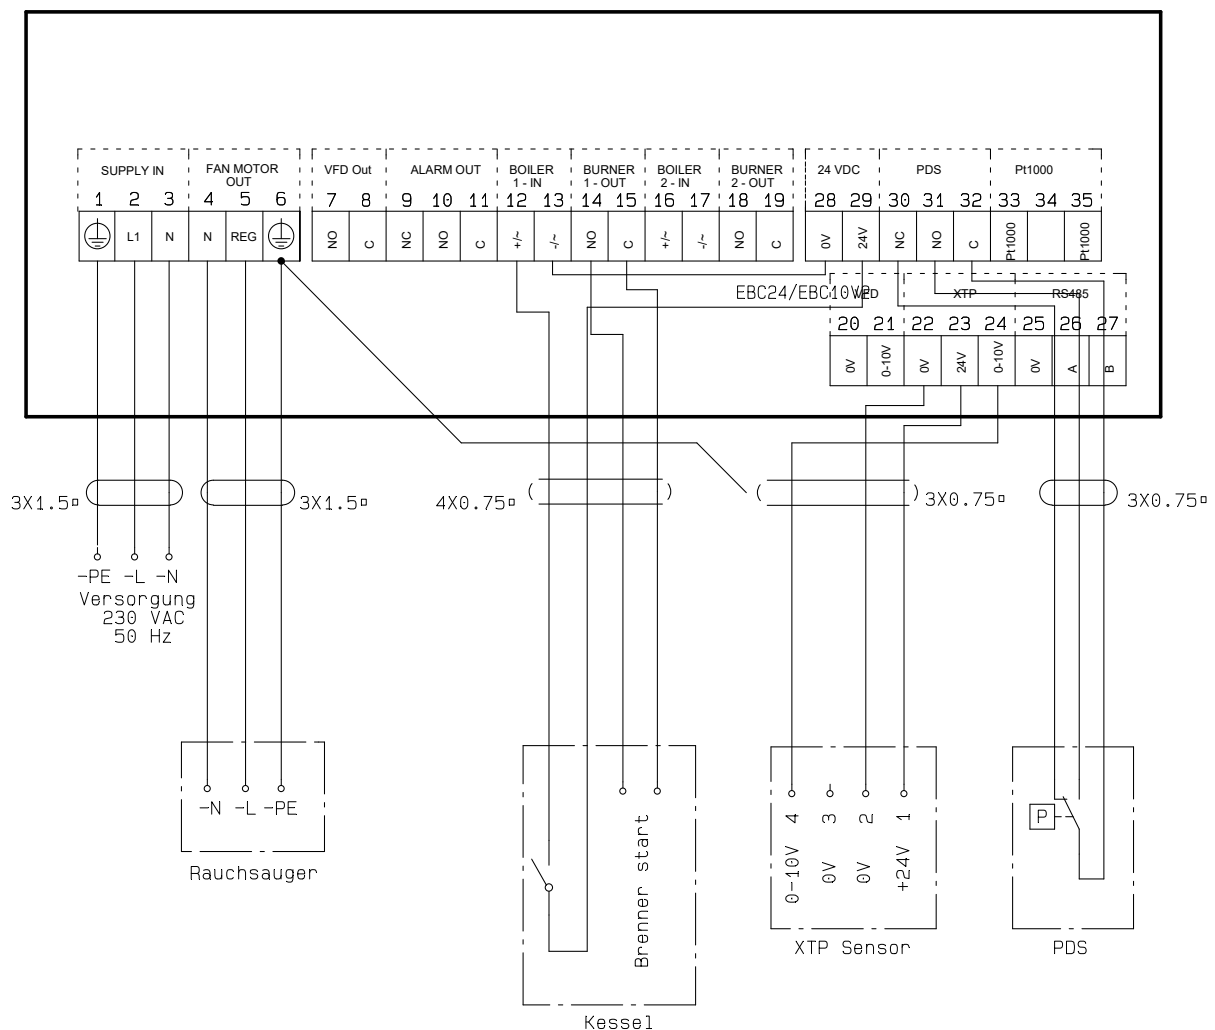 SUPPLY IN
FAN MOTOR
OUT
VFD Out
ALARM OUT
BOILER
1 - IN
BURNER
1 - OUT
BOILER
2 - IN
BURNER
2 - OUT
24 VDC
PDS
Pt1000
1 2 3 4 5 6 7 8 9 10 11 12 13 14 15 16 17 18 19 28 29 30 31 32 33 34 35
L1 N N REG NO C NC NO C +/~ -/~ NO C +/~ -/~ NO C 0V 24V NC NO C Pt1000 Pt1000
EBC24/EBC10V2
VFD XTP RS485
20 21 22 23 24 25 26 27
0V 0-10V 0V 24V 0-10V 0V A B
3X1.5▫ 3X1.5▫ 4X0.75▫ 3X0.75▫ 3X0.75▫
-PE -L -N
Versorgung
230 VAC
50 Hz
-N -L -PE
Rauchsauger
Brenner start
Kessel
4 3 2 1
0-10V 0V 0V +24V
XTP Sensor
P
PDS